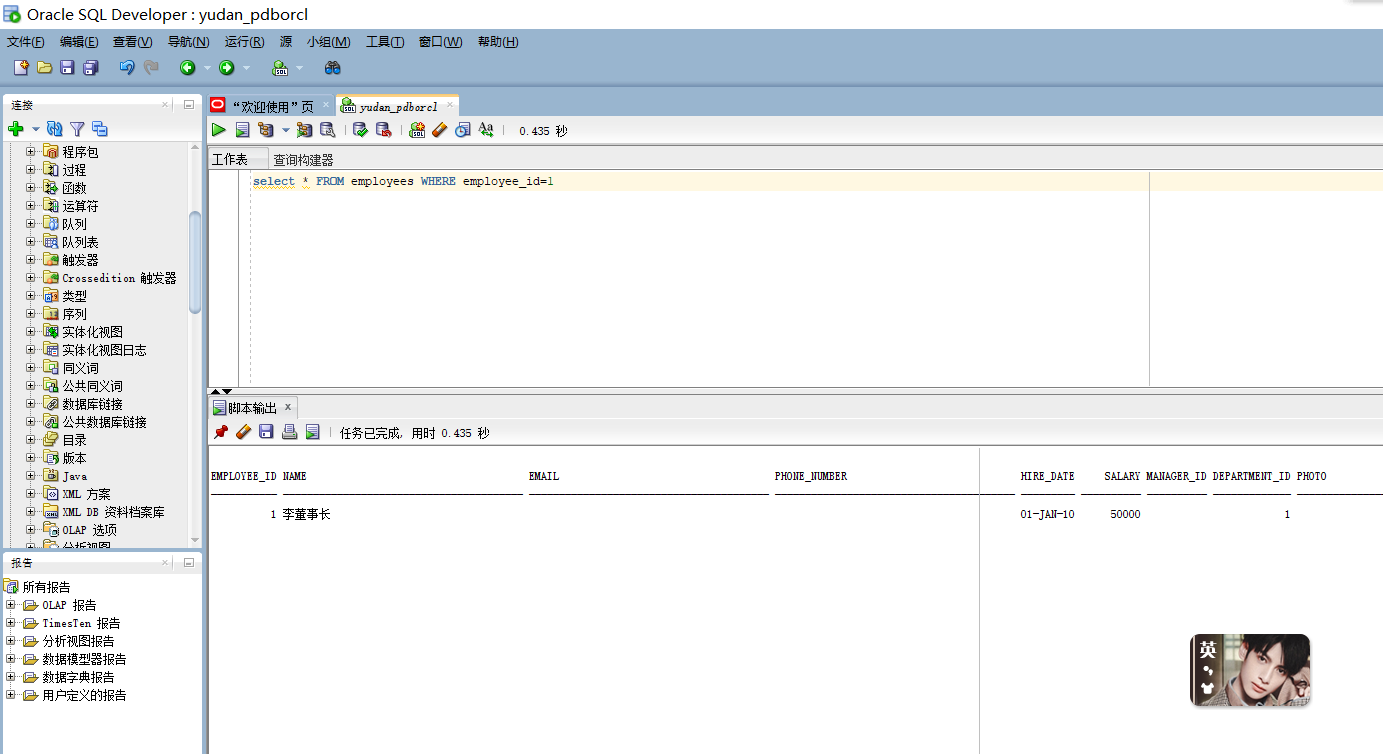 Oracle SQL Developer : yudan_pdborcl
文件(F) 编辑(E) 查看(V) 导航(N) 运行(R) 源 小组(M) 工具(T) 窗口(W) 帮助(H)
连接
“欢迎使用”页 yudan_pdborcl
0.435 秒
工作表 查询构建器
select * FROM employees WHERE employee_id=1
程序包
过程
函数
运算符
队列
队列表
触发器
Crossedition 触发器
类型
序列
实体化视图
实体化视图日志
同义词
公共同义词
数据库链接
公共数据库链接
目录
版本
Java
XML 方案
XML DB 资料档案库
OLAP 选项
分析视图
脚本输出
任务已完成, 用时 0.435 秒
EMPLOYEE_ID NAME EMAIL PHONE_NUMBER HIRE_DATE SALARY MANAGER_ID DEPARTMENT_ID PHOTO
1 李董事长 01-JAN-10 50000 1
报告
所有报告
OLAP 报告
TimesTen 报告
分析视图报告
数据模型器报告
数据字典报告
用户定义的报告
英